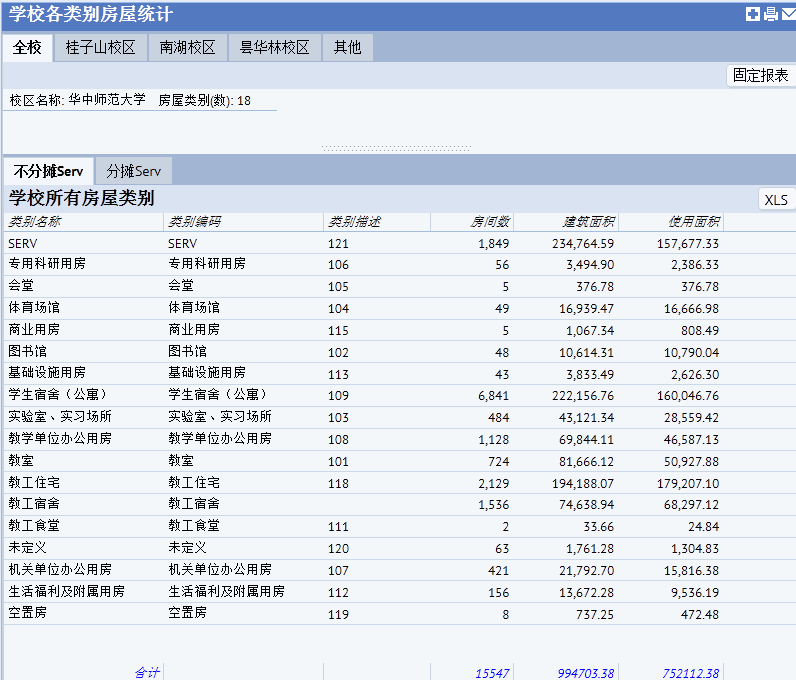 学校各类别房屋统计
全校 桂子山校区 南湖校区 昙华林校区 其他
固定报表
校区名称: 华中师范大学 房屋类别(数): 18
不分摊Serv 分摊Serv
学校所有房屋类别
XLS
类别名称 类别编码 类别描述 房间数 建筑面积 使用面积
SERV SERV 121 1,849 234,764.59 157,677.33
专用科研用房 专用科研用房 106 56 3,494.90 2,386.33
会堂 会堂 105 5 376.78 376.78
体育场馆 体育场馆 104 49 16,939.47 16,666.98
商业用房 商业用房 115 5 1,067.34 808.49
图书馆 图书馆 102 48 10,614.31 10,790.04
基础设施用房 基础设施用房 113 43 3,833.49 2,626.30
学生宿舍（公寓） 学生宿舍（公寓） 109 6,841 222,156.76 160,046.76
实验室、实习场所 实验室、实习场所 103 484 43,121.34 28,559.42
教学单位办公用房 教学单位办公用房 108 1,128 69,844.11 46,587.13
教室 教室 101 724 81,666.12 50,927.88
教工住宅 教工住宅 118 2,129 194,188.07 179,207.10
教工宿舍 教工宿舍 1,536 74,638.94 68,297.12
教工食堂 教工食堂 111 2 33.66 24.84
未定义 未定义 120 63 1,761.28 1,304.83
机关单位办公用房 机关单位办公用房 107 421 21,792.70 15,816.38
生活福利及附属用房 生活福利及附属用房 112 156 13,672.28 9,536.19
空置房 空置房 119 8 737.25 472.48
合计 15547 994703.38 752112.38